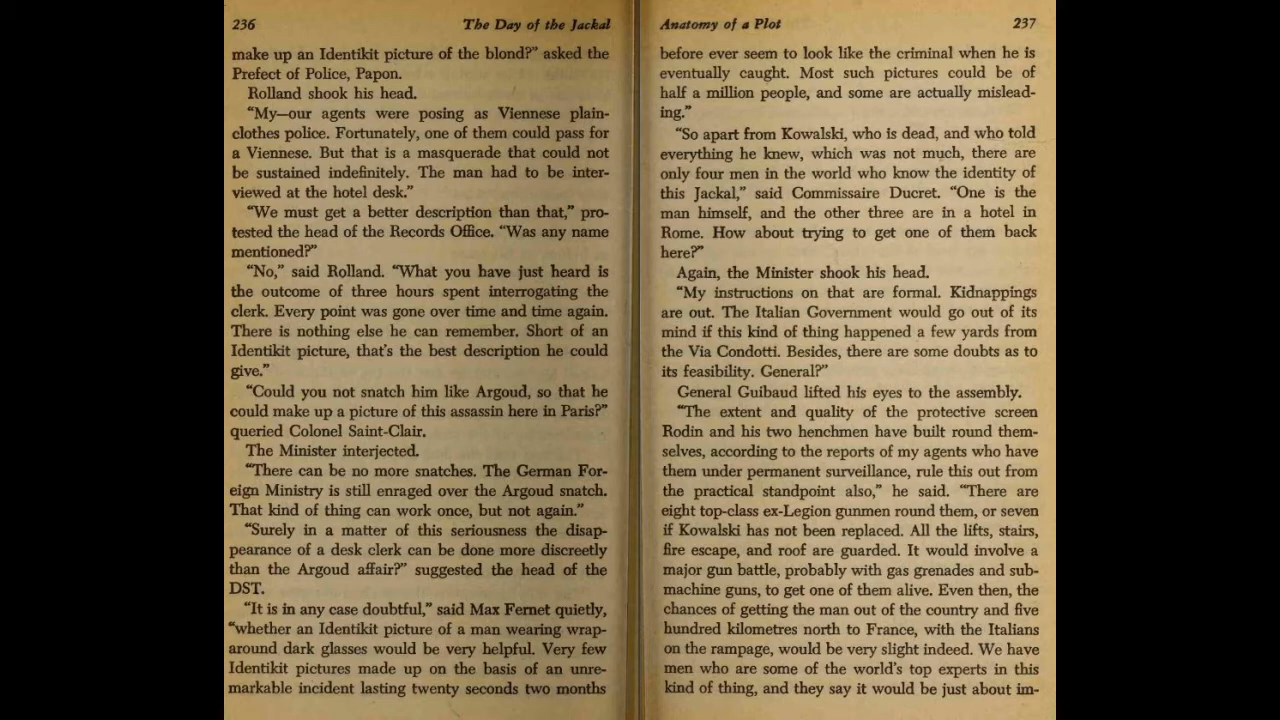 236
The Day of the Jackal
make up an Identikit picture of the blond?" asked the
Prefect of Police, Papon.
Rolland shook his head.
"My—our agents were posing as Viennese plain-
clothes police. Fortunately, one of them could pass for
a Viennese. But that is a masquerade that could not
be sustained indefinitely. The man had to be inter-
viewed at the hotel desk."
"We must get a better description than that," pro-
tested the head of the Records Office. "Was any name
mentioned?"
"No," said Rolland. "What you have just heard is
the outcome of three hours spent interrogating the
clerk. Every point was gone over time and time again.
There is nothing else he can remember. Short of an
Identikit picture, that's the best description he could
give."
"Could you not snatch him like Argoud, so that he
could make up a picture of this assassin here in Paris?"
queried Colonel Saint-Clair.
The Minister interjected.
"There can be no more snatches. The German For-
eign Ministry is still enraged over the Argoud snatch.
That kind of thing can work once, but not again."
"Surely in a matter of this seriousness the disap-
pearance of a desk clerk can be done more discreetly
than the Argoud affair?" suggested the head of the
DST.
"It is in any case doubtful," said Max Fernet quietly,
"whether an Identikit picture of a man wearing wrap-
around dark glasses would be very helpful. Very few
Identikit pictures made up on the basis of an unre-
markable incident lasting twenty seconds two months
Anatomy of a Plot
237
before ever seem to look like the criminal when he is
eventually caught. Most such pictures could be of
half a million people, and some are actually mislead-
ing."
"So apart from Kowalski, who is dead, and who told
everything he knew, which was not much, there are
only four men in the world who know the identity of
this Jackal," said Commissaire Ducret. "One is the
man himself, and the other three are in a hotel in
Rome. How about trying to get one of them back
here?"
Again, the Minister shook his head.
"My instructions on that are formal. Kidnappings
are out. The Italian Government would go out of its
mind if this kind of thing happened a few yards from
the Via Condotti. Besides, there are some doubts as to
its feasibility. General?"
General Guibaud lifted his eyes to the assembly.
"The extent and quality of the protective screen
Rodin and his two henchmen have built round them-
selves, according to the reports of my agents who have
them under permanent surveillance, rule this out from
the practical standpoint also," he said. "There are
eight top-class ex-Legion gunmen round them, or seven
if Kowalski has not been replaced. All the lifts, stairs,
fire escape, and roof are guarded. It would involve a
major gun battle, probably with gas grenades and sub-
machine guns, to get one of them alive. Even then, the
chances of getting the man out of the country and five
hundred kilometres north to France, with the Italians
on the rampage, would be very slight indeed. We have
men who are some of the world's top experts in this
kind of thing, and they say it would be just about im-